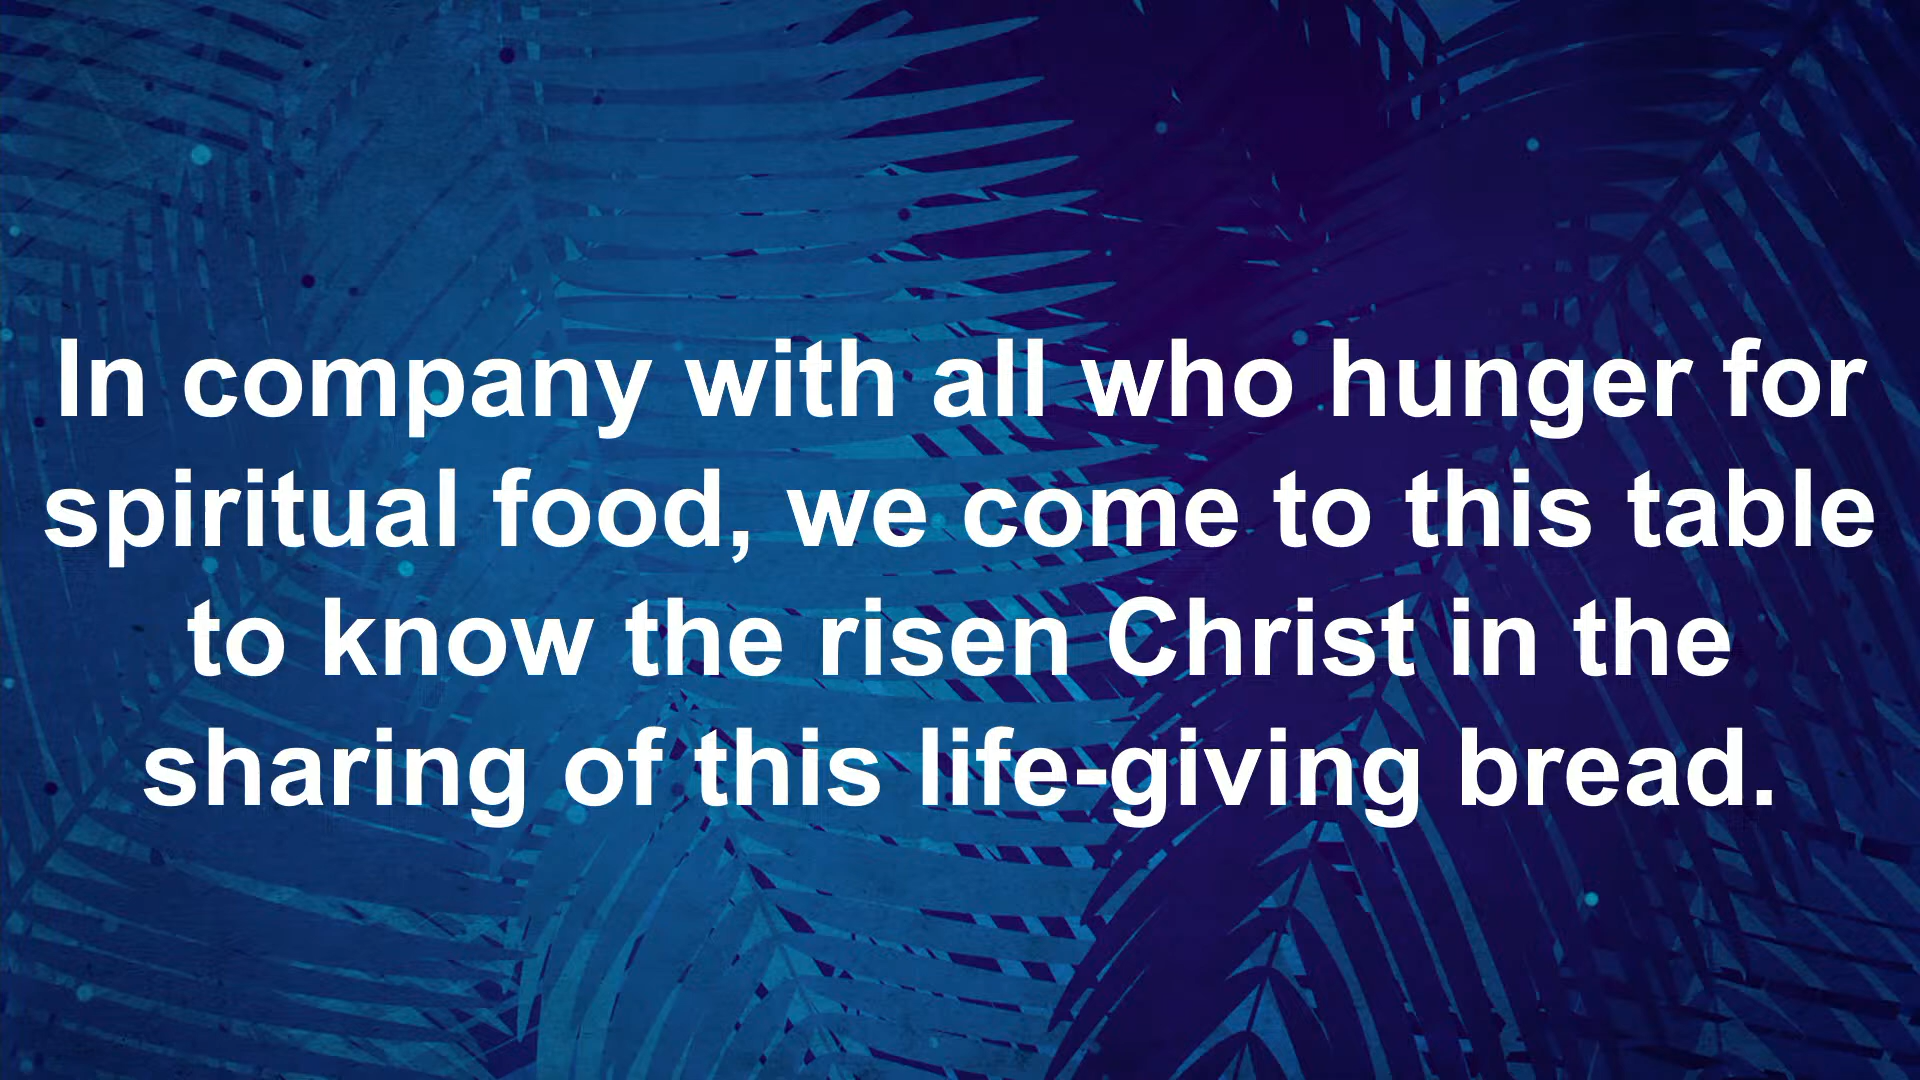 In company with all who hunger for
spiritual food, we come to this table
to know the risen Christ in the
sharing of this life-giving bread.